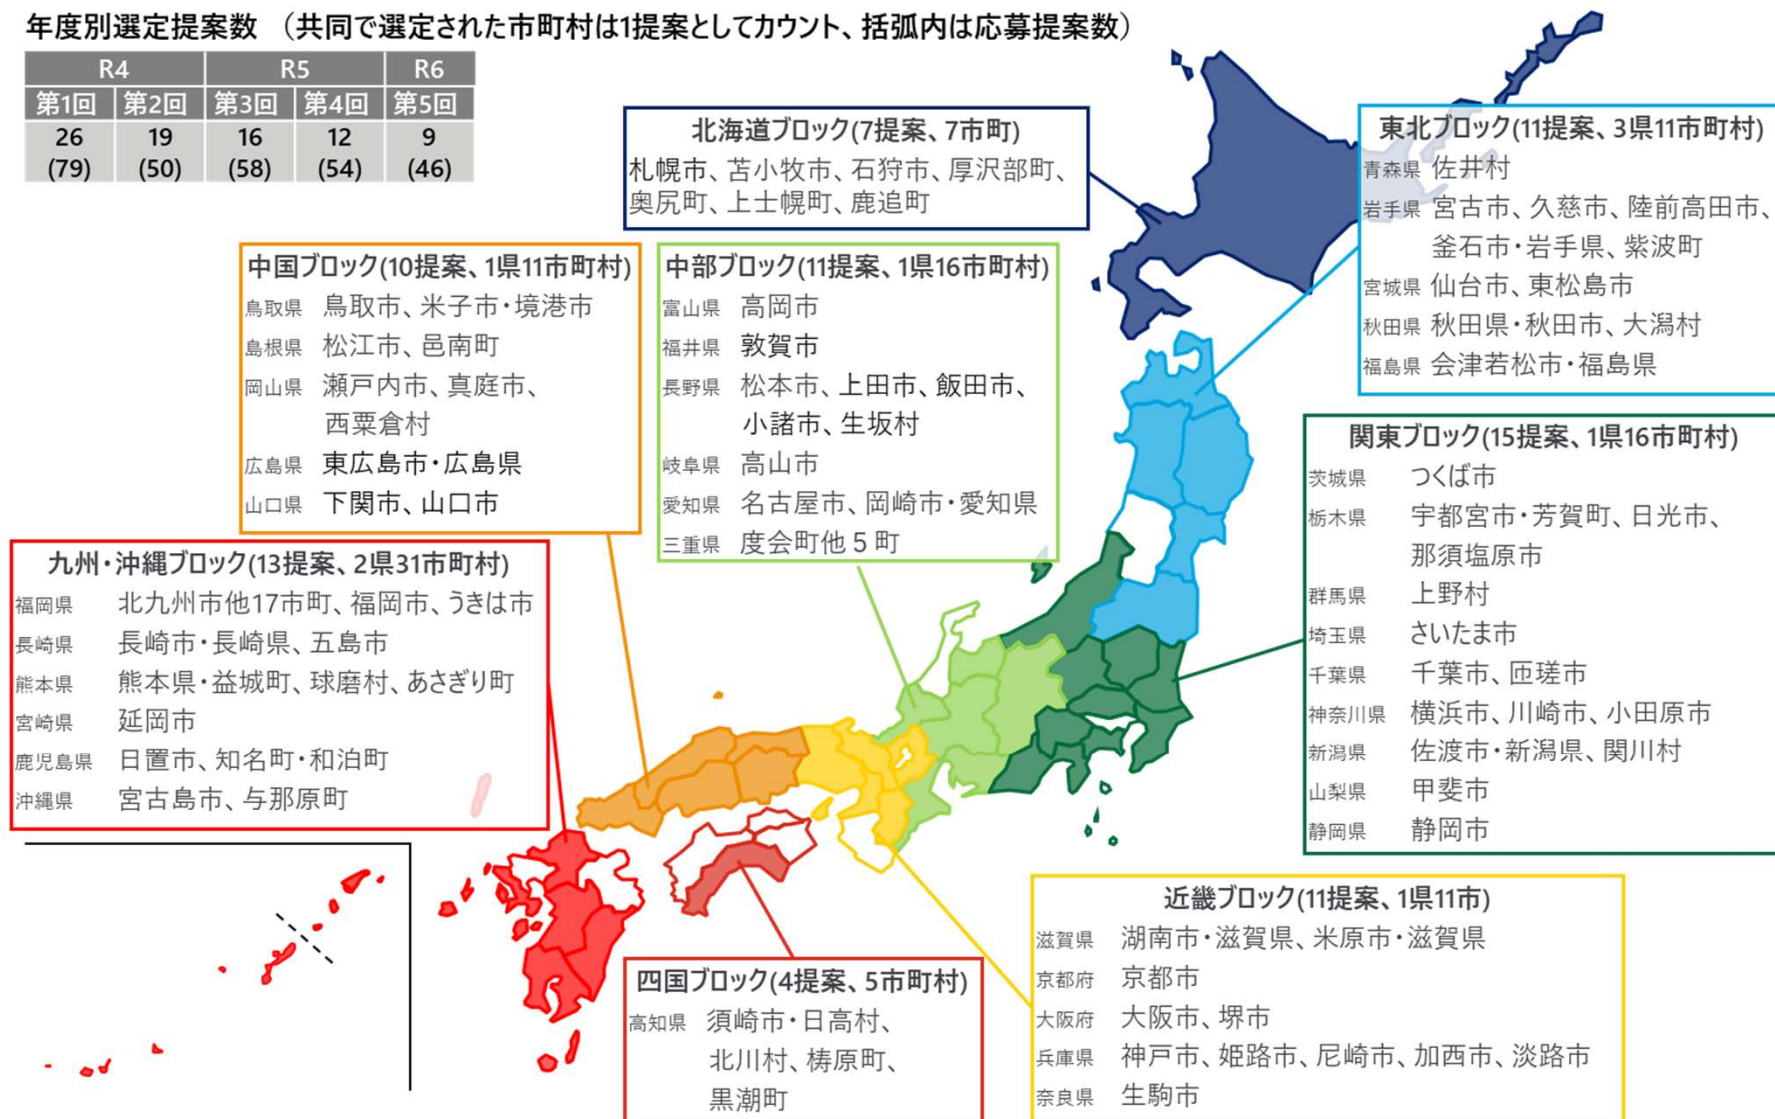 年度別選定提案数 （共同で選定された市町村は1提案としてカウント、括弧内は応募提案数）
R4 R5 R6
第1回 第2回 第3回 第4回 第5回
26 19 16 12 9
(79) (50) (58) (54) (46)
北海道ブロック(7提案、7市町)
札幌市、苫小牧市、石狩市、厚沢部町、
奥尻町、上士幌町、鹿追町
東北ブロック(11提案、3県11市町村)
青森県 佐井村
岩手県 宮古市、久慈市、陸前高田市、
釜石市・岩手県、紫波町
宮城県 仙台市、東松島市
秋田県 秋田県・秋田市、大潟村
福島県 会津若松市・福島県
中国ブロック(10提案、1県11市町村)
鳥取県 鳥取市、米子市・境港市
島根県 松江市、邑南町
岡山県 瀬戸内市、真庭市、
西粟倉村
広島県 東広島市・広島県
山口県 下関市、山口市
中部ブロック(11提案、1県16市町村)
富山県 高岡市
福井県 敦賀市
長野県 松本市、上田市、飯田市、
小諸市、生坂村
岐阜県 高山市
愛知県 名古屋市、岡崎市・愛知県
三重県 度会町他５町
関東ブロック(15提案、1県16市町村)
茨城県 つくば市
栃木県 宇都宮市・芳賀町、日光市、
那須塩原市
群馬県 上野村
埼玉県 さいたま市
千葉県 千葉市、匝瑳市
神奈川県 横浜市、川崎市、小田原市
新潟県 佐渡市・新潟県、関川村
山梨県 甲斐市
静岡県 静岡市
九州・沖縄ブロック(13提案、2県31市町村)
福岡県 北九州市他17市町、福岡市、うきは市
長崎県 長崎市・長崎県、五島市
熊本県 熊本県・益城町、球磨村、あさぎり町
宮崎県 延岡市
鹿児島県 日置市、知名町・和泊町
沖縄県 宮古島市、与那原町
四国ブロック(4提案、5市町村)
高知県 須崎市・日高村、
北川村、梼原町、
黒潮町
近畿ブロック(11提案、1県11市)
滋賀県 湖南市・滋賀県、米原市・滋賀県
京都府 京都市
大阪府 大阪市、堺市
兵庫県 神戸市、姫路市、尼崎市、加西市、淡路市
奈良県 生駒市